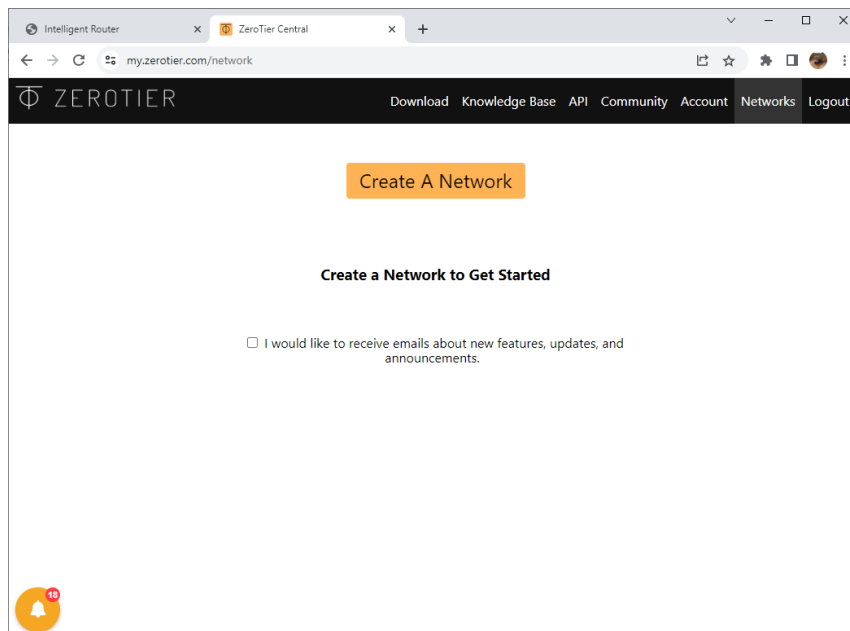 Intelligent Router
ZeroTier Central
my.zerotier.com/network
ZEROTIER
Download Knowledge Base API Community Account Networks Logout
Create A Network
Create a Network to Get Started
I would like to receive emails about new features, updates, and
announcements.
18